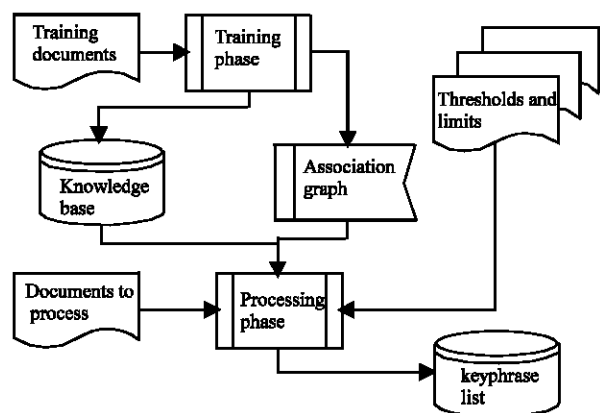 Training
documents
Training
phase
Thresholds and
limits
Knowledge
base
Association
graph
Documents to
process
Processing
phase
keyphrase
list